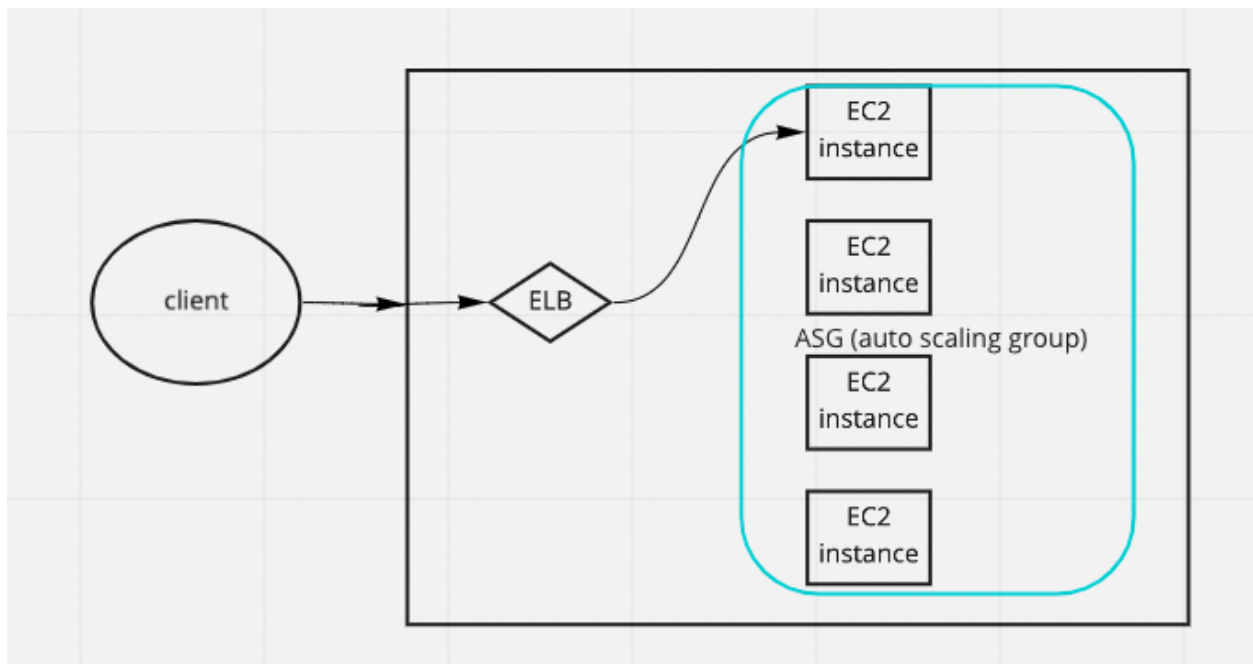 client
ELB
EC2
instance
EC2
instance
ASG (auto scaling group)
EC2
instance
EC2
instance